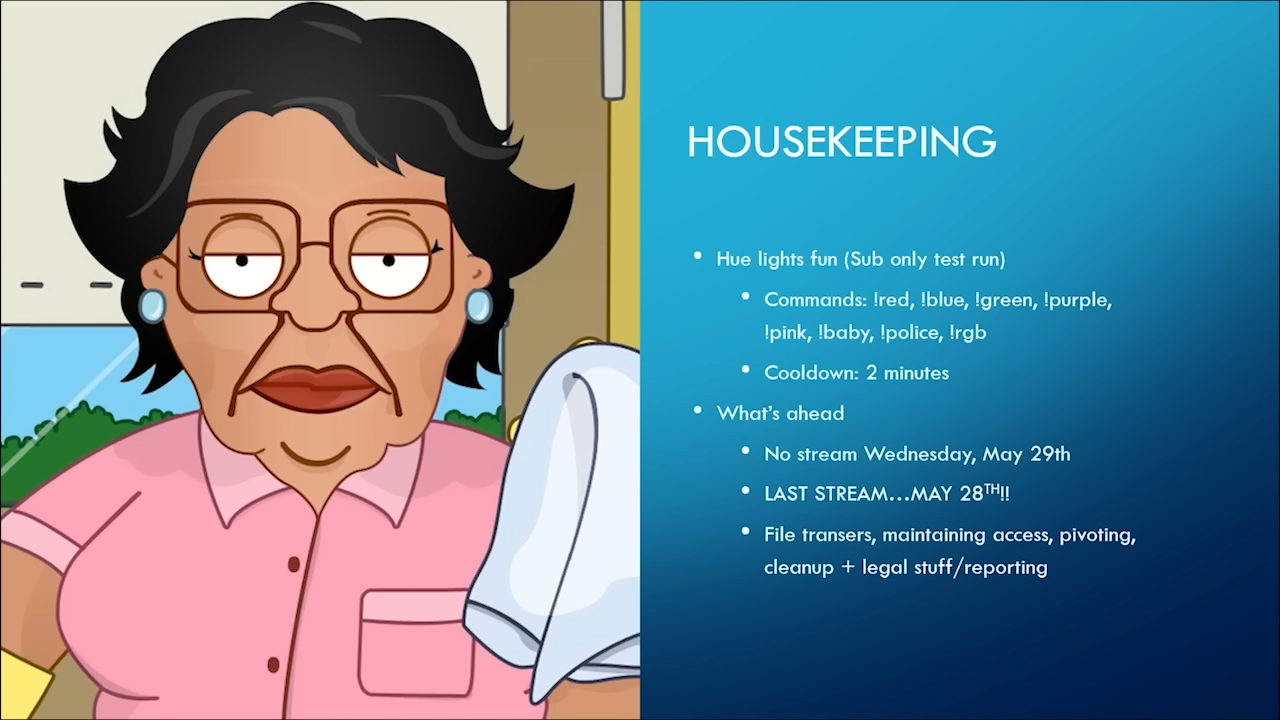 HOUSEKEEPING
• Hue lights fun (Sub only test run)
• Commands: !red, !blue, !green, !purple,
!pink, !baby, !police, !rgb
• Cooldown: 2 minutes
• What's ahead
• No stream Wednesday, May 29th
• LAST STREAM...MAY 28TH!!
• File transers, maintaining access, pivoting,
cleanup + legal stuff/reporting